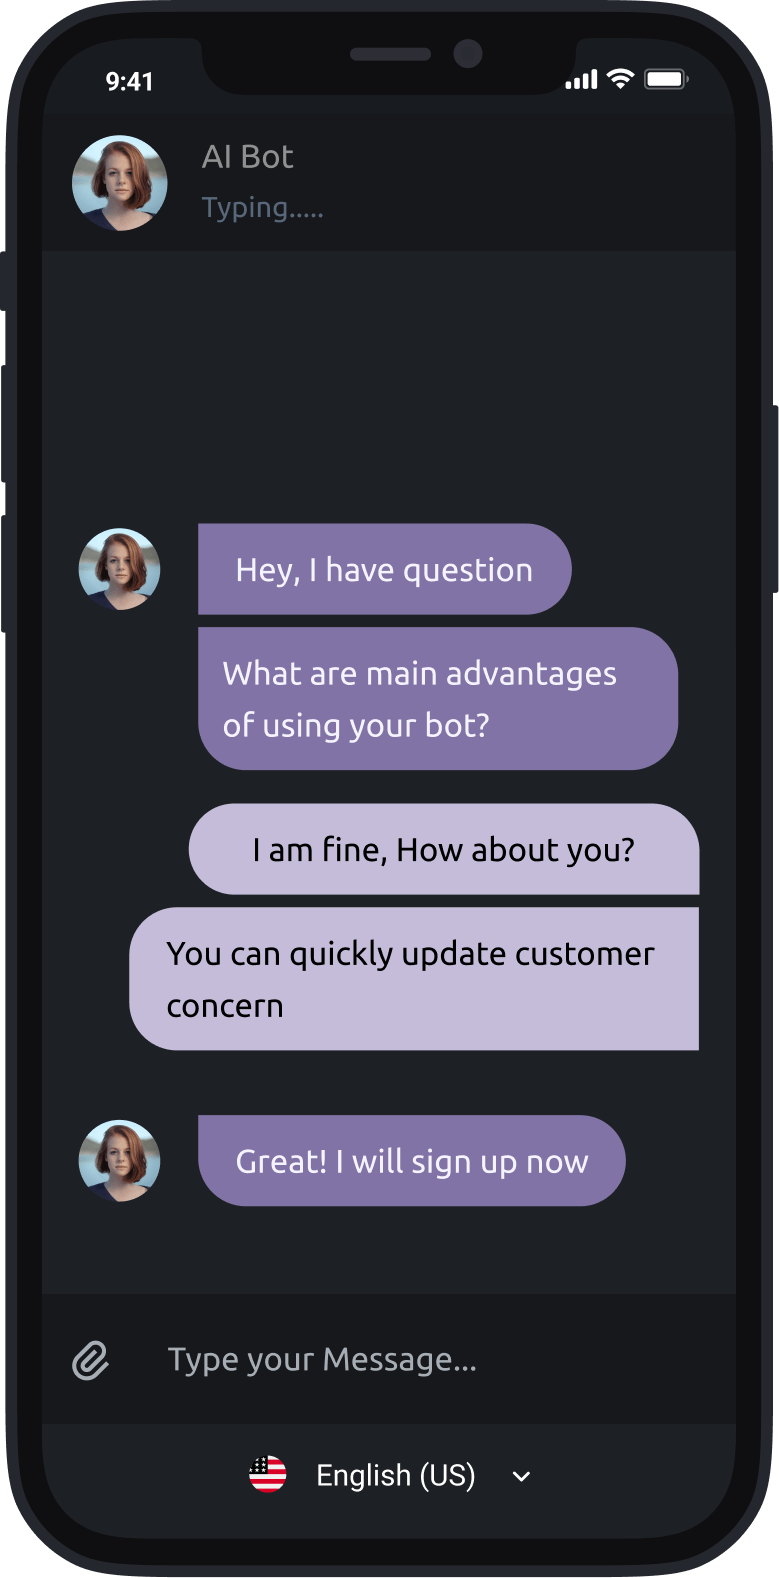 9:41
AI Bot
Typing.....
Hey, I have question
What are main advantages
of using your bot?
I am fine, How about you?
You can quickly update customer
concern
Great! I will sign up now
Type your Message...
English (US)